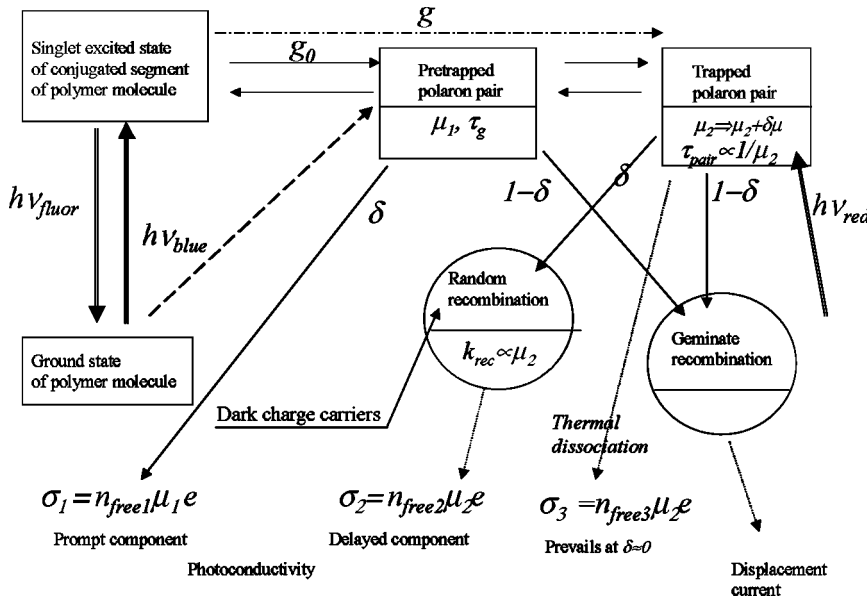 g
Singlet excited state
of conjugated segment
of polymer molecule
g₀
Pretrapped
polaron pair
μ₁, τg
Trapped
polaron pair
μ₂⇒μ₂+δμ
τpair∝1/μ₂
hνfluor
hνblue
δ
1-δ
δ
1-δ
hνred
Random
recombination
krec∝μ₂
Geminate
recombination
Ground state
of polymer molecule
Dark charge carriers
Thermal
dissociation
σ₁=nfree1μ₁e
σ₂=nfree2μ₂e
σ₃=nfree3μ₂e
Prompt component
Delayed component
Prevails at δ≈0
Photoconductivity
Displacement
current